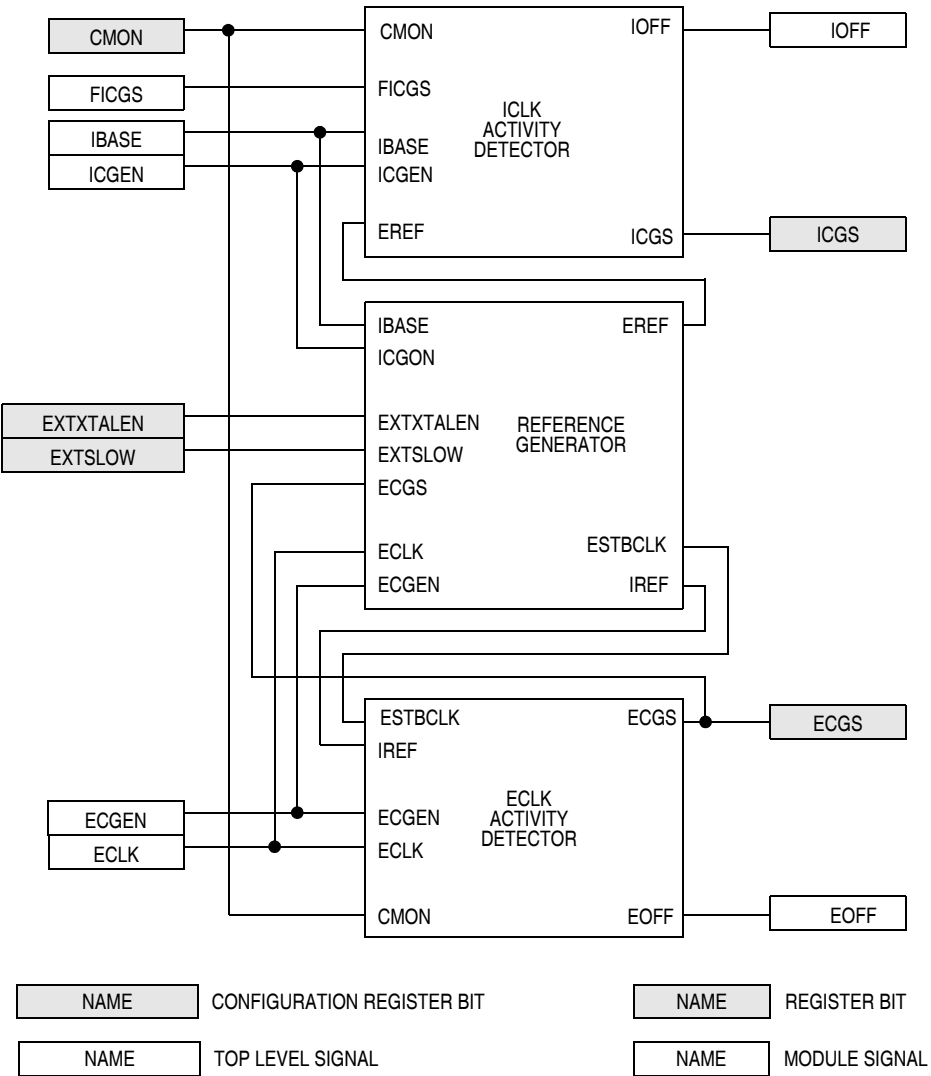 CMON
FICGS
IBASE
ICGEN
CMON
FICGS
IBASE
ICGEN
EREF
ICLK
ACTIVITY
DETECTOR
IOFF
ICGS
IOFF
ICGS
EXTXTALEN
EXTSLOW
IBASE
ICGON
EXTXTALEN
EXTSLOW
ECGS
ECLK
ECGEN
REFERENCE
GENERATOR
EREF
ESTBCLK
IREF
ECGEN
ECLK
ESTBCLK
IREF
ECGEN
ECLK
CMON
ECLK
ACTIVITY
DETECTOR
ECGS
EOFF
ECGS
EOFF
NAME CONFIGURATION REGISTER BIT
NAME REGISTER BIT
NAME TOP LEVEL SIGNAL
NAME MODULE SIGNAL